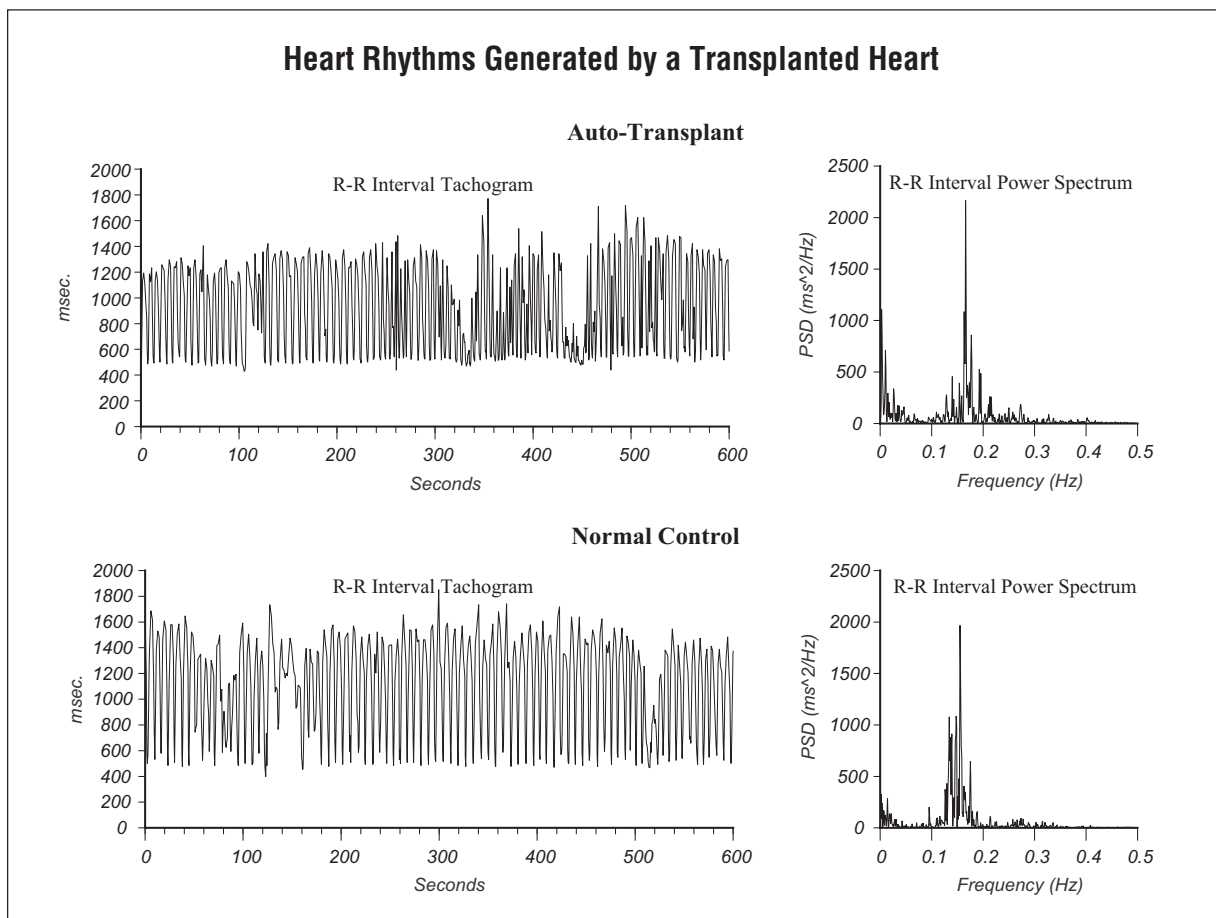 Heart Rhythms Generated by a Transplanted Heart
Auto-Transplant
R-R Interval Tachogram
msec.
2000
1800
1600
1400
1200
1000
800
600
400
200
0
0 100 200 300 400 500 600
Seconds
R-R Interval Power Spectrum
PSD (ms^2/Hz)
2500
2000
1500
1000
500
0
0 0.1 0.2 0.3 0.4 0.5
Frequency (Hz)
Normal Control
R-R Interval Tachogram
msec.
2000
1800
1600
1400
1200
1000
800
600
400
200
0
0 100 200 300 400 500 600
Seconds
R-R Interval Power Spectrum
PSD (ms^2/Hz)
2500
2000
1500
1000
500
0
0 0.1 0.2 0.3 0.4 0.5
Frequency (Hz)